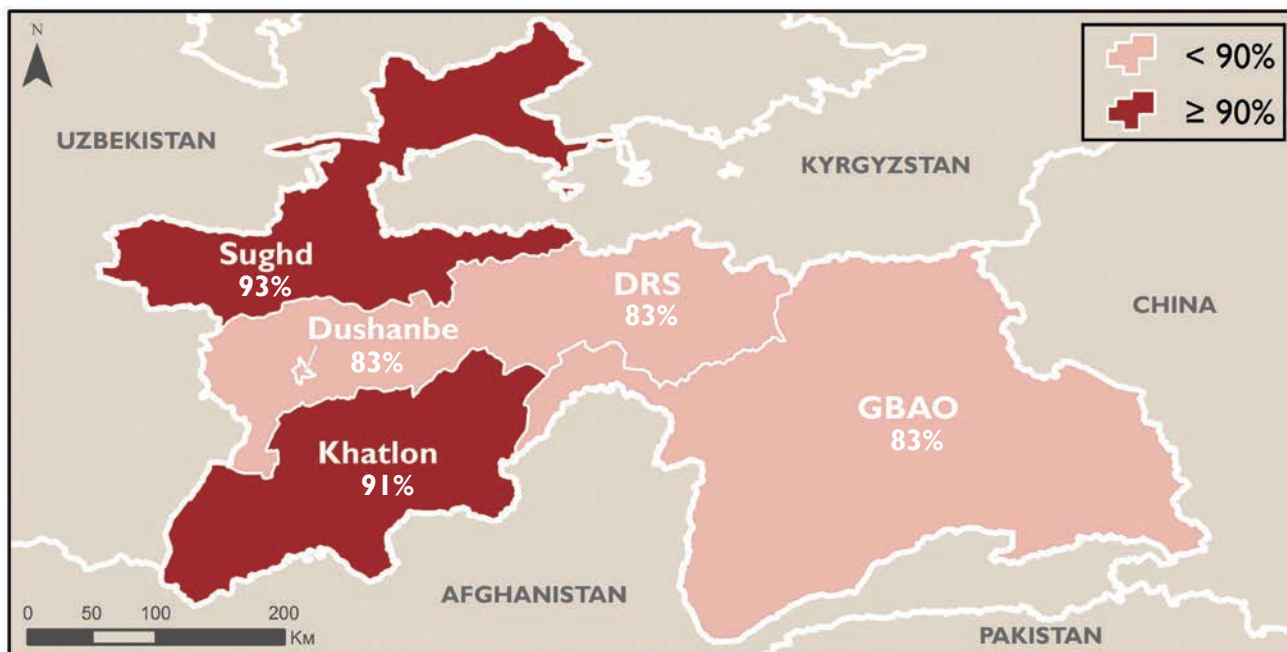 N
< 90%
≥ 90%
UZBEKISTAN
KYRGYZSTAN
Sughd
93%
DRS
83%
CHINA
Dushanbe
83%
GBAO
83%
Khatlon
91%
AFGHANISTAN
0 50 100 200
Км
PAKISTAN